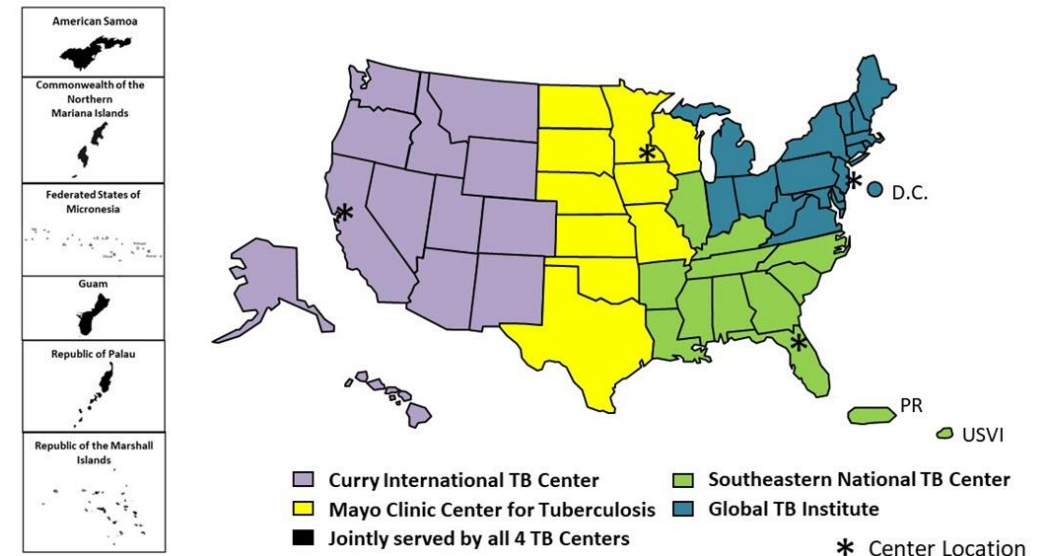 American Samoa
Commonwealth of the
Northern
Mariana Islands
Federated States of
Micronesia
Guam
Republic of Palau
Republic of the Marshall
Islands
*
*
*
D.C.
*
PR
USVI
Curry International TB Center
Southeastern National TB Center
Mayo Clinic Center for Tuberculosis
Global TB Institute
Jointly served by all 4 TB Centers
* Center Location